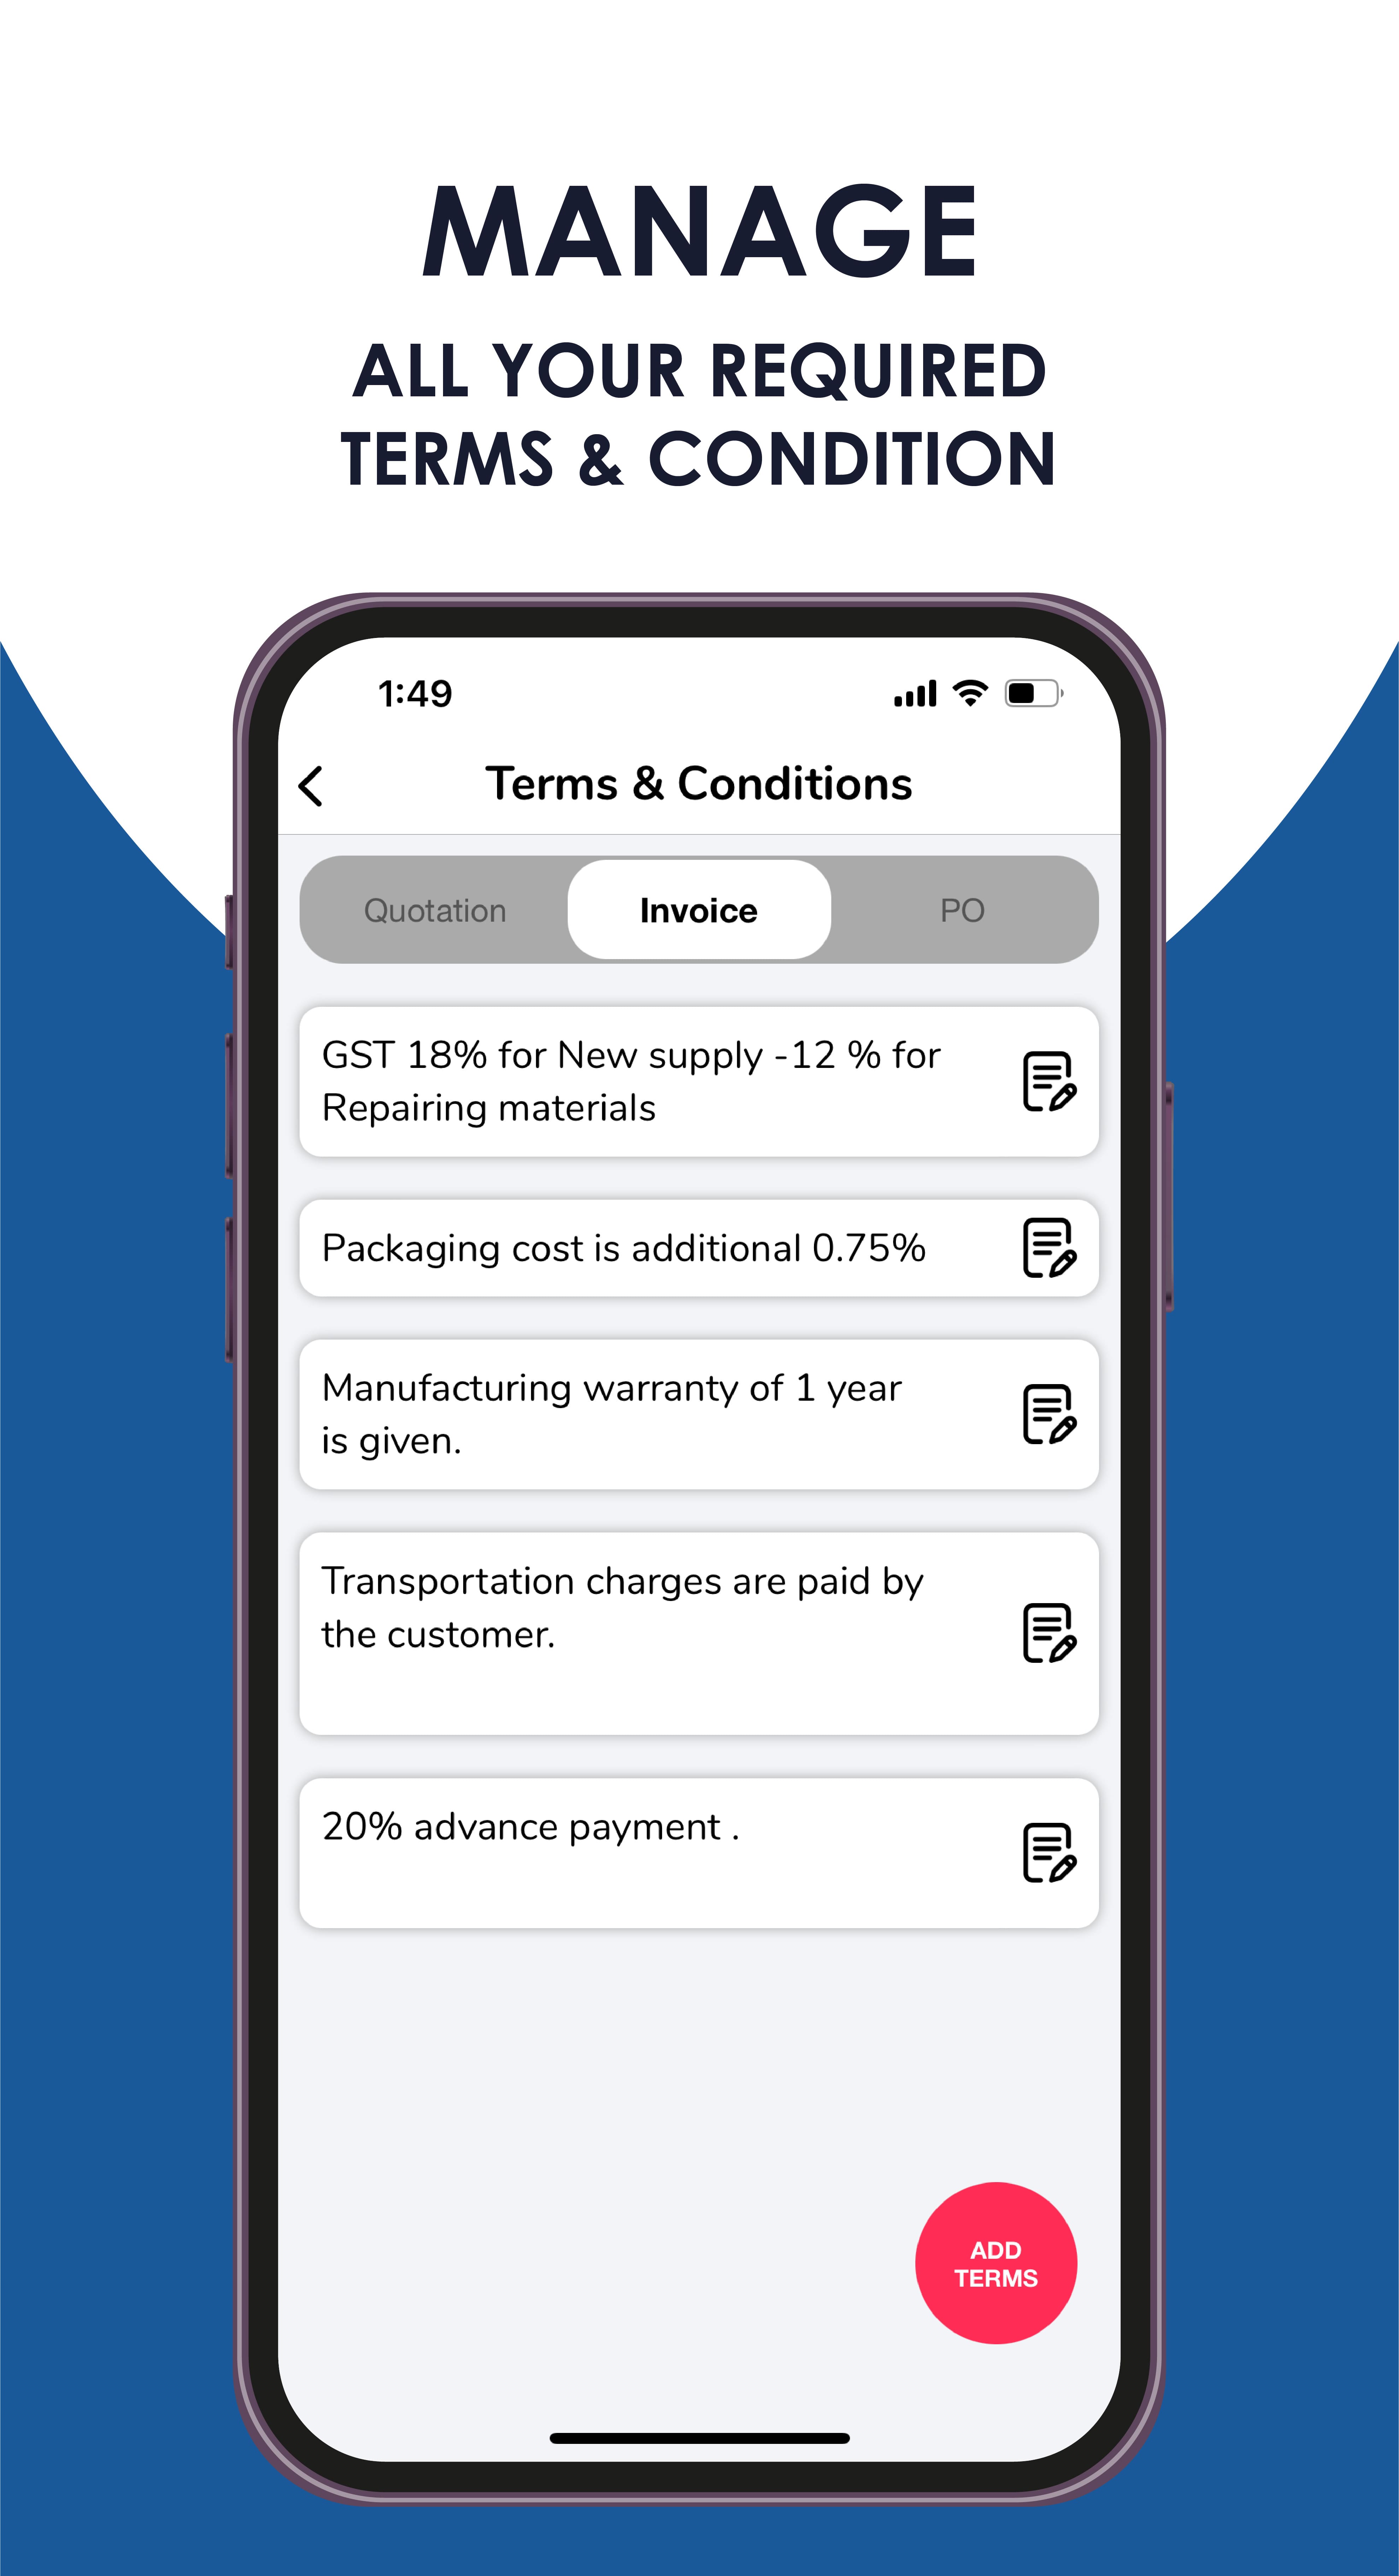 MANAGE
ALL YOUR REQUIRED
TERMS & CONDITION
1:49
Terms & Conditions
Quotation
Invoice
PO
GST 18% for New supply -12 % for
Repairing materials
Packaging cost is additional 0.75%
Manufacturing warranty of 1 year
is given.
Transportation charges are paid by
the customer.
20% advance payment .
ADD
TERMS